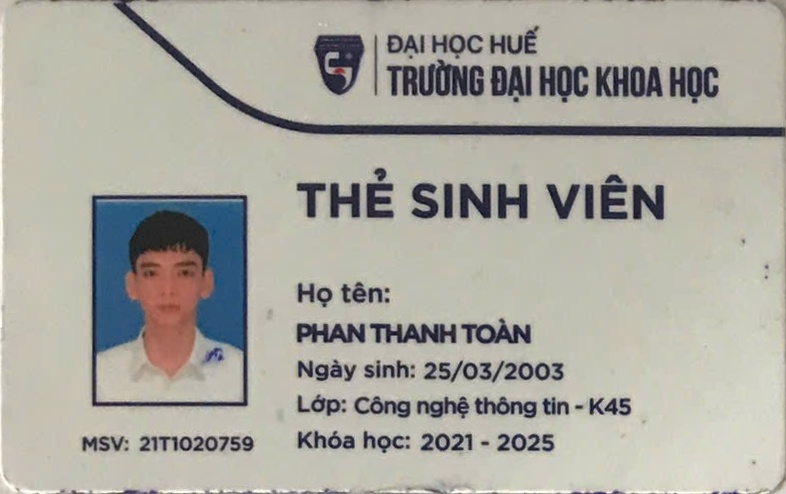 ĐẠI HỌC HUẾ
TRƯỜNG ĐẠI HỌC KHOA HỌC
THẺ SINH VIÊN
Họ tên:
PHAN THANH TOÀN
Ngày sinh: 25/03/2003
Lớp: Công nghệ thông tin - K45
MSV: 21T1020759
Khóa học: 2021 - 2025